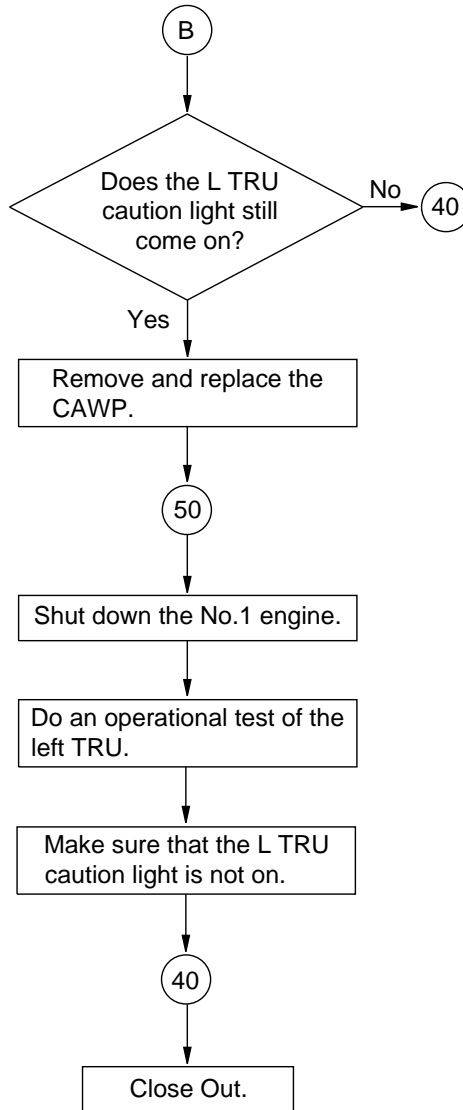 B
Does the L TRU
caution light still
come on?
No
40
Yes
Remove and replace the
CAWP.
50
Shut down the No.1 engine.
Do an operational test of the
left TRU.
Make sure that the L TRU
caution light is not on.
40
Close Out.